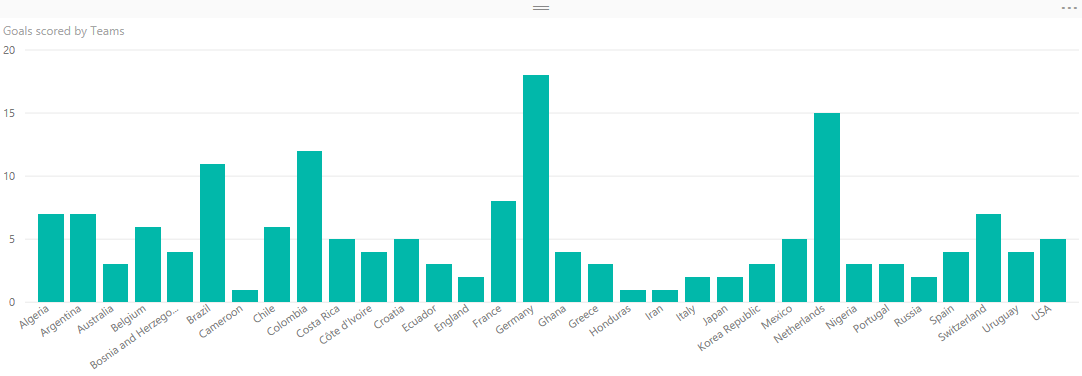 Goals scored by Teams
20
15
10
5
0
Algeria
Argentina
Australia
Belgium
Bosnia and Herzego...
Brazil
Cameroon
Chile
Colombia
Costa Rica
Côte d'Ivoire
Croatia
Ecuador
England
France
Germany
Ghana
Greece
Honduras
Iran
Italy
Japan
Korea Republic
Mexico
Netherlands
Nigeria
Portugal
Russia
Spain
Switzerland
Uruguay
USA